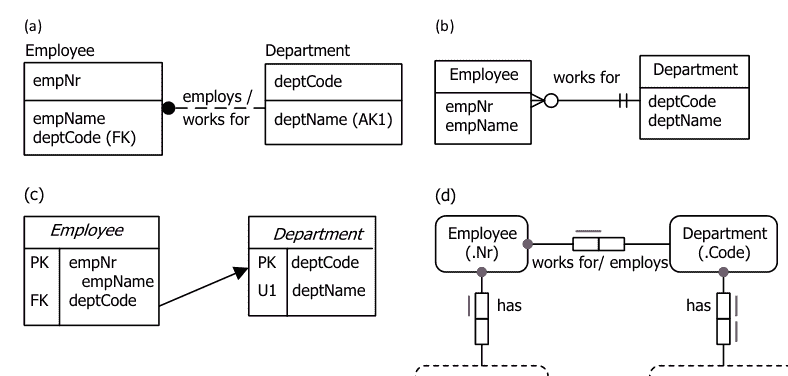 (a)
Employee
empNr
empName
deptCode (FK)
employs /
works for
Department
deptCode
deptName (AK1)
(b)
Employee
empNr
empName
works for
Department
deptCode
deptName
(c)
Employee
PK empNr
empName
FK deptCode
Department
PK deptCode
U1 deptName
(d)
Employee
(.Nr)
works for/ employs
Department
(.Code)
has
has